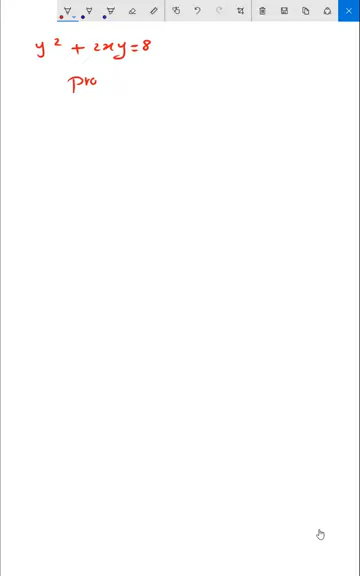 y² + 2xy = 8
pro